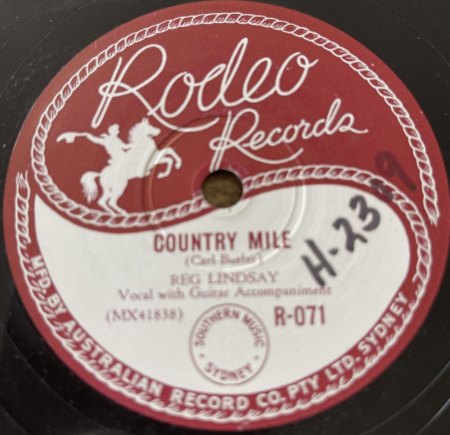 Rodeo
Records
COUNTRY MILE
(Carl Butler)
REG LINDSAY
Vocal with Guitar Accompaniment
(MX41838)
R-071
SOUTHERN MUSIC
SYDNEY
MFD. BY AUSTRALIAN RECORD CO. PTY. LTD. SYDNEY